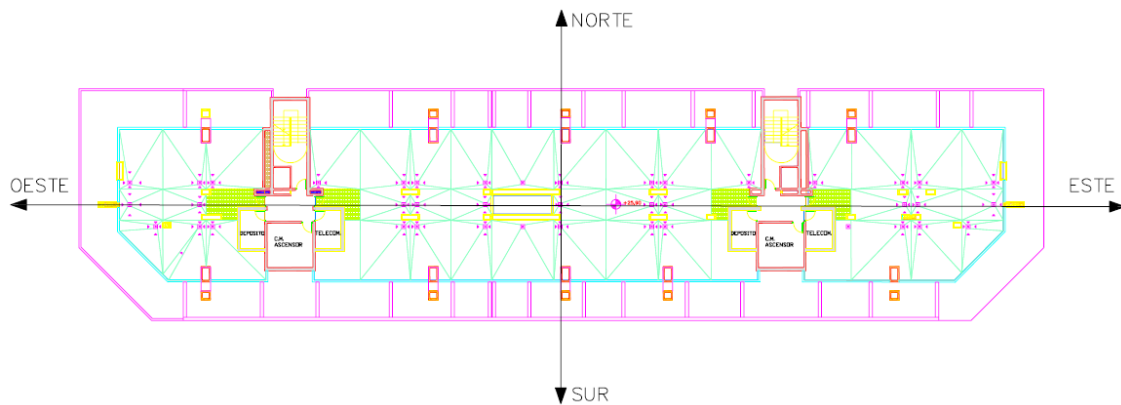 NORTE
OESTE
ESTE
DEPOSITO
C.M.
ASCENSOR
TELECOM.
DEPOSITO
C.M.
ASCENSOR
TELECOM.
SUR